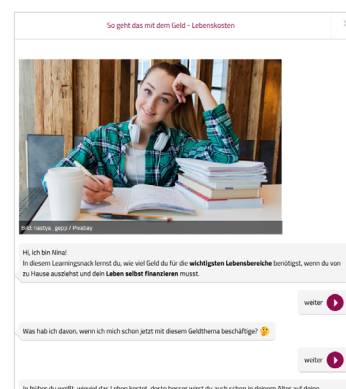 So geht das mit dem Geld - Lebenskosten
Bild: nastya_gepp / Pixabay
Hi, ich bin Nina!
In diesem Learningsnack lernst du, wie viel Geld du für die wichtigsten Lebensbereiche benötigst, wenn du von
zu Hause ausziehst und dein Leben selbst finanzieren musst.
weiter
Was hab ich davon, wenn ich mich schon jetzt mit diesem Geldthema beschäftige? 🤔
weiter
Je früher du weißt, wieviel das Leben kostet, desto besser wirst du auch schon in deinem Alter auf deine